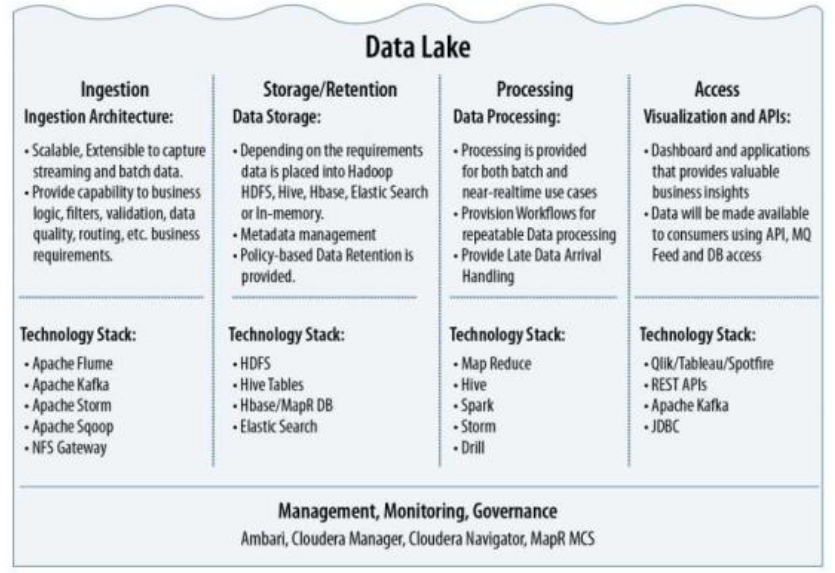 Data Lake
Ingestion
Ingestion Architecture:
• Scalable, Extensible to capture
streaming and batch data.
• Provide capability to business
logic, filters, validation, data
quality, routing, etc. business
requirements.
Technology Stack:
• Apache Flume
• Apache Kafka
• Apache Storm
• Apache Sqoop
• NFS Gateway
Storage/Retention
Data Storage:
• Depending on the requirements
data is placed into Hadoop
HDFS, Hive, Hbase, Elastic Search
or In-memory.
• Metadata management
• Policy-based Data Retention is
provided.
Technology Stack:
• HDFS
• Hive Tables
• Hbase/MapR DB
• Elastic Search
Processing
Data Processing:
• Processing is provided
for both batch and
near-realtime use cases
• Provision Workflows for
repeatable Data processing
• Provide Late Data Arrival
Handling
Technology Stack:
• Map Reduce
• Hive
• Spark
• Storm
• Drill
Access
Visualization and APIs:
• Dashboard and applications
that provides valuable
business insights
• Data will be made available
to consumers using API, MQ
Feed and DB access
Technology Stack:
• Qlik/Tableau/Spotfire
• REST APIs
• Apache Kafka
• JDBC
Management, Monitoring, Governance
Ambari, Cloudera Manager, Cloudera Navigator, MapR MCS